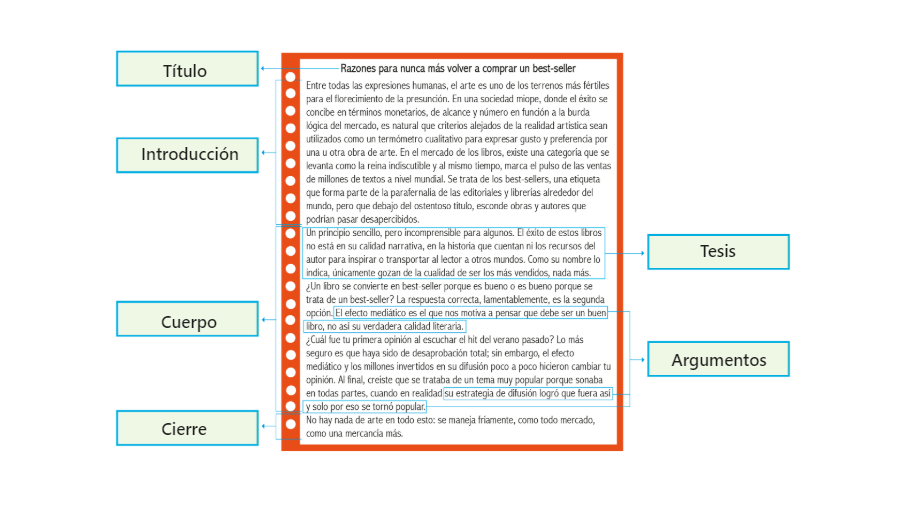 Título
Introducción
Cuerpo
Cierre
Razones para nunca más volver a comprar un best-seller
Entre todas las expresiones humanas, el arte es uno de los terrenos más fértiles
para el florecimiento de la presunción. En una sociedad miope, donde el éxito se
concibe en términos monetarios, de alcance y número en función a la burda
lógica del mercado, es natural que criterios alejados de la realidad artística sean
utilizados como un termómetro cualitativo para expresar gusto y preferencia por
una u otra obra de arte. En el mercado de los libros, existe una categoría que se
levanta como la reina indiscutible y al mismo tiempo, marca el pulso de las ventas
de millones de textos a nivel mundial. Se trata de los best-sellers, una etiqueta
que forma parte de la parafernalia de las editoriales y librerías alrededor del
mundo, pero que debajo del ostentoso titulo, esconde obras y autores que
podrían pasar desapercibidos.
Un principio sencillo, pero incomprensible para algunos. El éxito de estos libros
no está en su calidad narrativa, en la historia que cuentan ni los recursos del
autor para inspirar o transportar al lector a otros mundos. Como su nombre lo
indica, únicamente gozan de la cualidad de ser los más vendidos, nada más.
¿Un libro se convierte en best-seller porque es bueno o es bueno porque se
trata de un best-seller? La respuesta correcta, lamentablemente, es la segunda
opción. El efecto mediático es el que nos motiva a pensar que debe ser un buen
libro, no así su verdadera calidad literaria.
¿Cuál fue tu primera opinión al escuchar el hit del verano pasado? Lo más
seguro es que haya sido de desaprobación total; sin embargo, el efecto
mediático y los millones invertidos en su difusión poco a poco hicieron cambiar tu
opinión. Al final, creíste que se trataba de un tema muy popular porque sonaba
en todas partes, cuando en realidad su estrategia de difusión logró que fuera así
y solo por eso se tornó popular.
No hay nada de arte en todo esto: se maneja fríamente, como todo mercado,
como una mercancía más.
Tesis
Argumentos